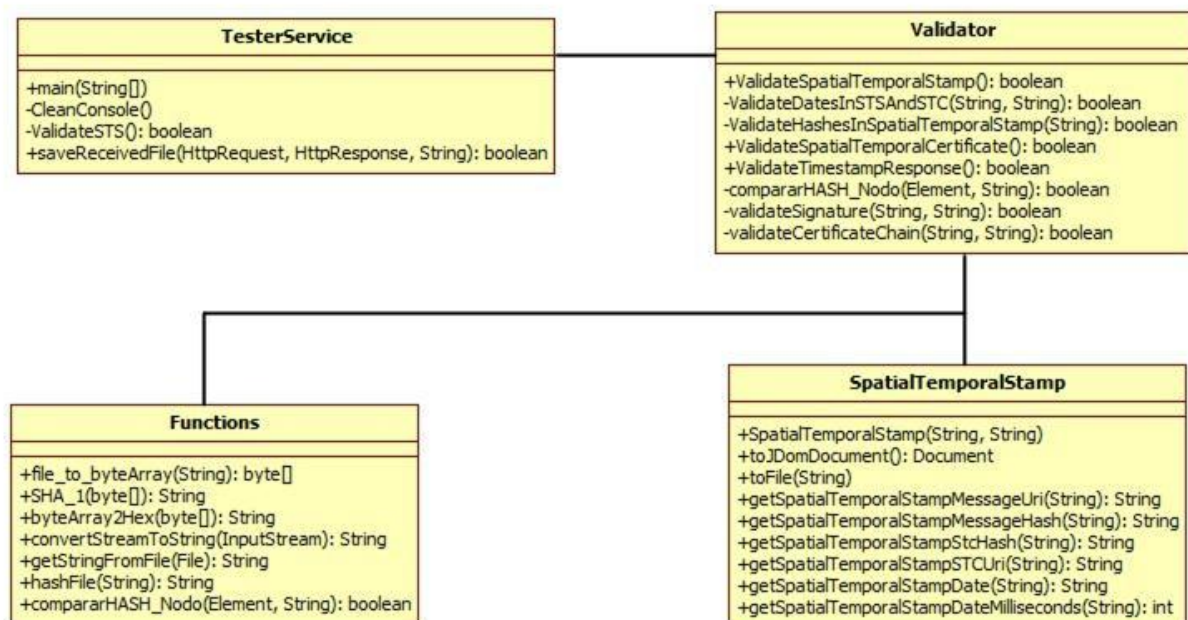 TesterService
+main(String[])
-CleanConsole()
-ValidateSTS(): boolean
+saveReceivedFile(HttpRequest, HttpResponse, String): boolean
Validator
+ValidateSpatialTemporalStamp(): boolean
-ValidateDatesInSTSAndSTC(String, String): boolean
-ValidateHashesInSpatialTemporalStamp(String): boolean
+ValidateSpatialTemporalCertificate(): boolean
+ValidateTimestampResponse(): boolean
-compararHASH_Nodo(Element, String): boolean
-validateSignature(String, String): boolean
-validateCertificateChain(String, String): boolean
Functions
+file_to_byteArray(String): byte[]
+SHA_1(byte[]): String
+byteArray2Hex(byte[]): String
+convertStreamToString(InputStream): String
+getStringFromFile(File): String
+hashFile(String): String
+compararHASH_Nodo(Element, String): boolean
SpatialTemporalStamp
+SpatialTemporalStamp(String, String)
+toJDomDocument(): Document
+toFile(String)
+getSpatialTemporalStampMessageUri(String): String
+getSpatialTemporalStampMessageHash(String): String
+getSpatialTemporalStampStcHash(String): String
+getSpatialTemporalStampSTCUri(String): String
+getSpatialTemporalStampDate(String): String
+getSpatialTemporalStampDateMilliseconds(String): int